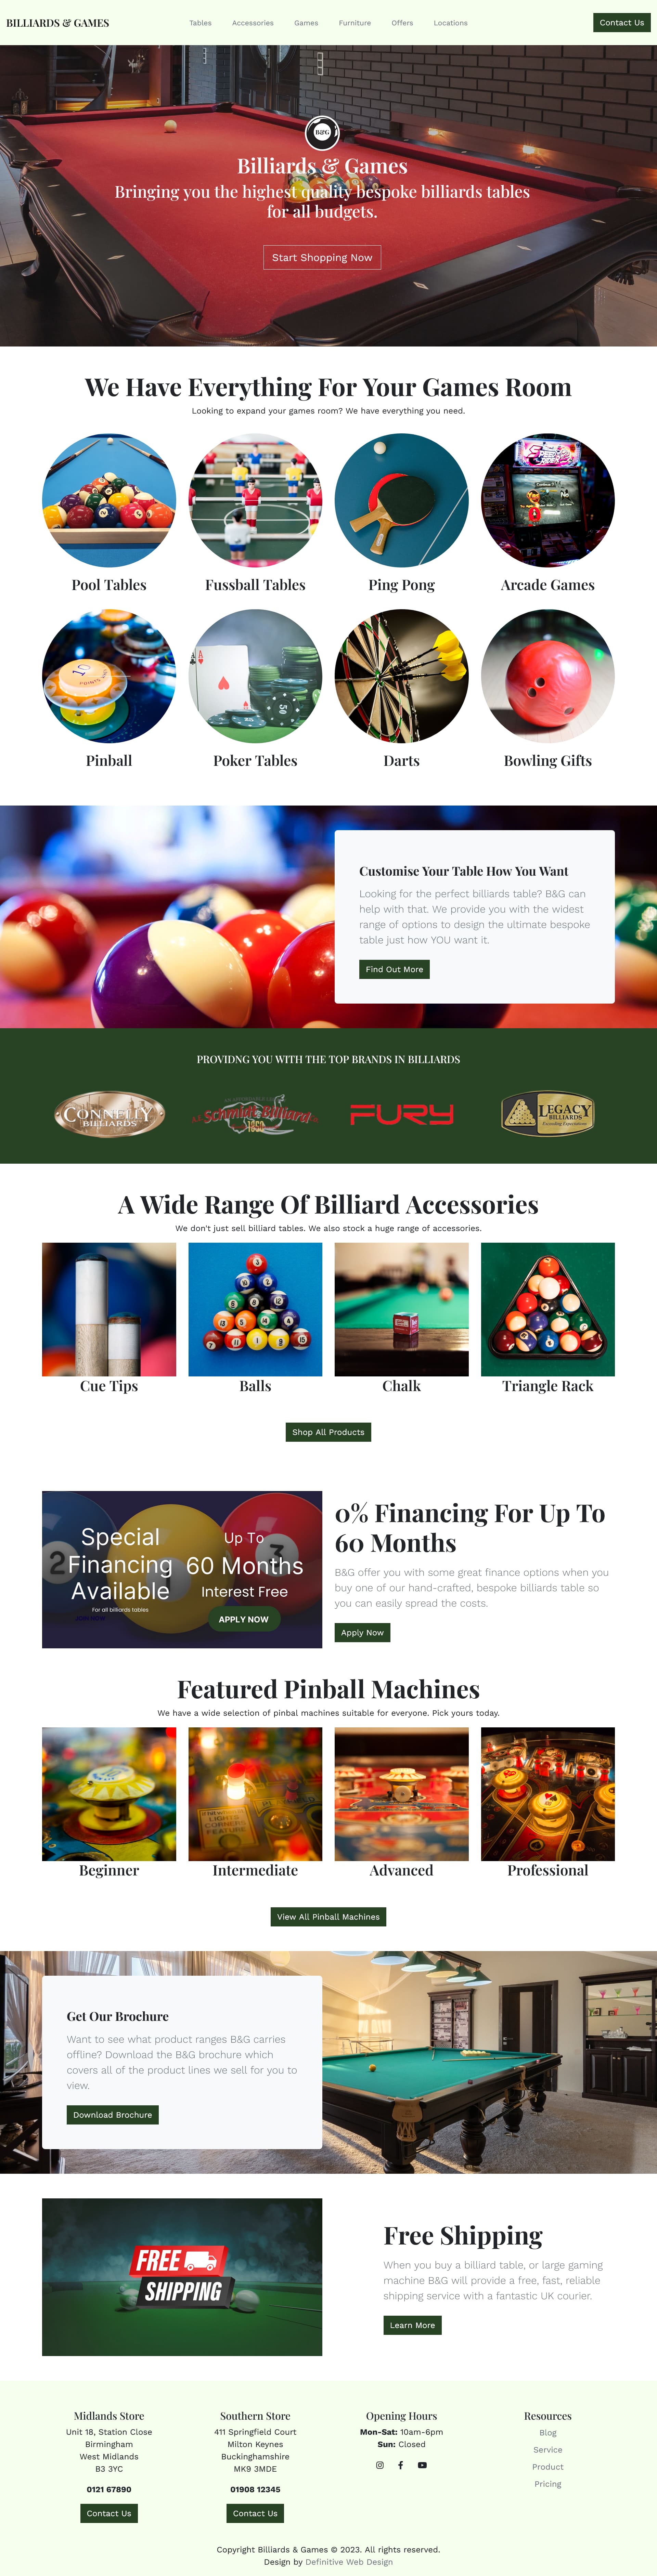 BILLIARDS & GAMES
Tables
Accessories
Games
Furniture
Offers
Locations
Contact Us
B&G
Billiards & Games
Bringing you the highest quality bespoke billiards tables
for all budgets.
Start Shopping Now
We Have Everything For Your Games Room
Looking to expand your games room? We have everything you need.
Pool Tables
Fussball Tables
Ping Pong
Arcade Games
Pinball
Poker Tables
Darts
Bowling Gifts
Customise Your Table How You Want
Looking for the perfect billiards table? B&G can
help with that. We provide you with the widest
range of options to design the ultimate bespoke
table just how YOU want it.
Find Out More
PROVIDNG YOU WITH THE TOP BRANDS IN BILLIARDS
CONNELLY
BILLIARDS
A.E. Schmidt Billiard
1850
FURY
LEGACY
BILLIARDS
Exceeding Expectations
A Wide Range Of Billiard Accessories
We don't just sell billiard tables. We also stock a huge range of accessories.
Cue Tips
Balls
Chalk
Triangle Rack
Shop All Products
Special
Financing
Available
For all billiards tables
Up To
60 Months
Interest Free
APPLY NOW
0% Financing For Up To
60 Months
B&G offer you with some great finance options when you
buy one of our hand-crafted, bespoke billiards table so
you can easily spread the costs.
Apply Now
Featured Pinball Machines
We have a wide selection of pinbal machines suitable for everyone. Pick yours today.
Beginner
Intermediate
Advanced
Professional
View All Pinball Machines
Get Our Brochure
Want to see what product ranges B&G carries
offline? Download the B&G brochure which
covers all of the product lines we sell for you to
view.
Download Brochure
FREE
SHIPPING
Free Shipping
When you buy a billiard table, or large gaming
machine B&G will provide a free, fast, reliable
shipping service with a fantastic UK courier.
Learn More
Midlands Store
Unit 18, Station Close
Birmingham
West Midlands
B3 3YC
0121 67890
Contact Us
Southern Store
411 Springfield Court
Milton Keynes
Buckinghamshire
MK9 3MDE
01908 12345
Contact Us
Opening Hours
Mon-Sat: 10am-6pm
Sun: Closed
Resources
Blog
Service
Product
Pricing
Copyright Billiards & Games © 2023. All rights reserved.
Design by Definitive Web Design